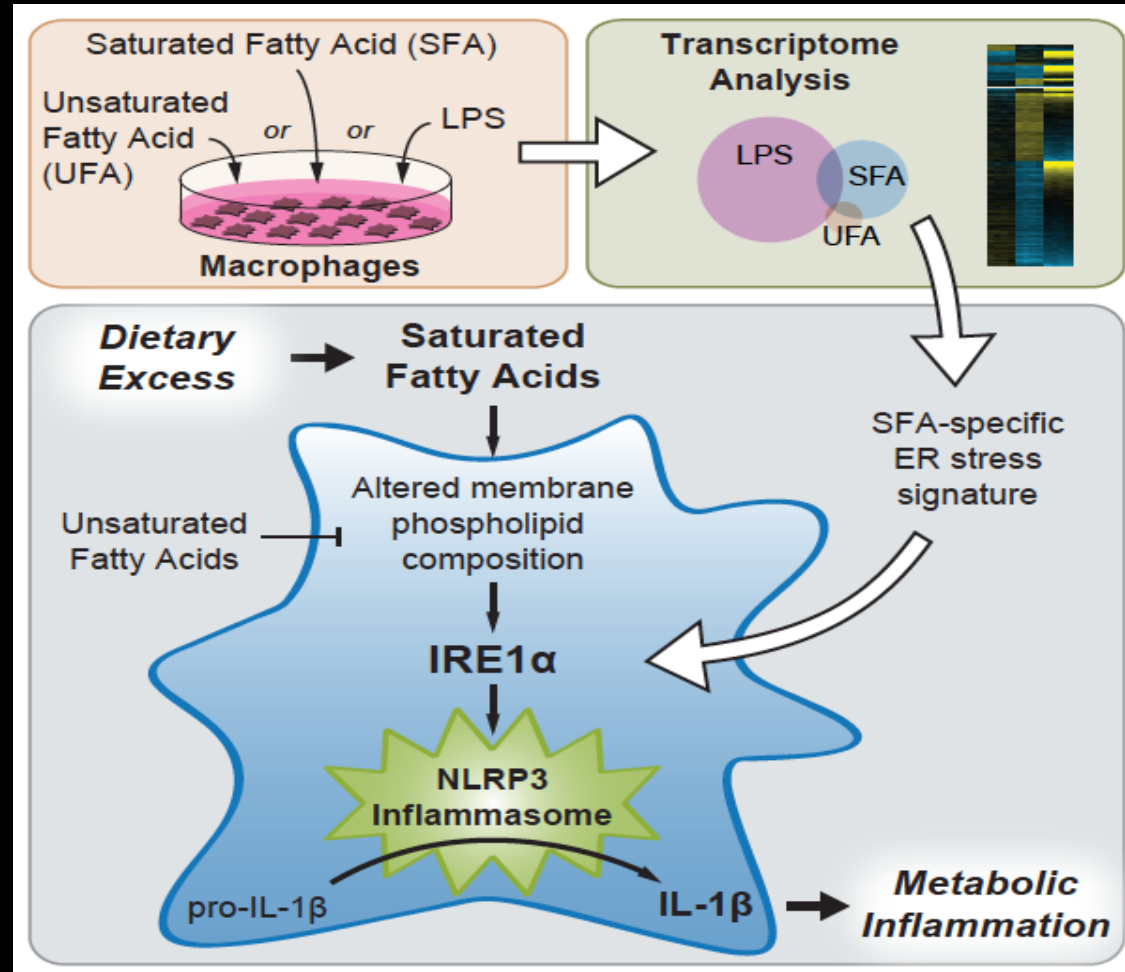 Saturated Fatty Acid (SFA)
Unsaturated
Fatty Acid
(UFA)
or
or
LPS
Macrophages
Transcriptome
Analysis
LPS
SFA
UFA
Dietary
Excess
Saturated
Fatty Acids
SFA-specific
ER stress
signature
Unsaturated
Fatty Acids
Altered membrane
phospholipid
composition
IRE1α
NLRP3
Inflammasome
pro-IL-1β
IL-1β
Metabolic
Inflammation